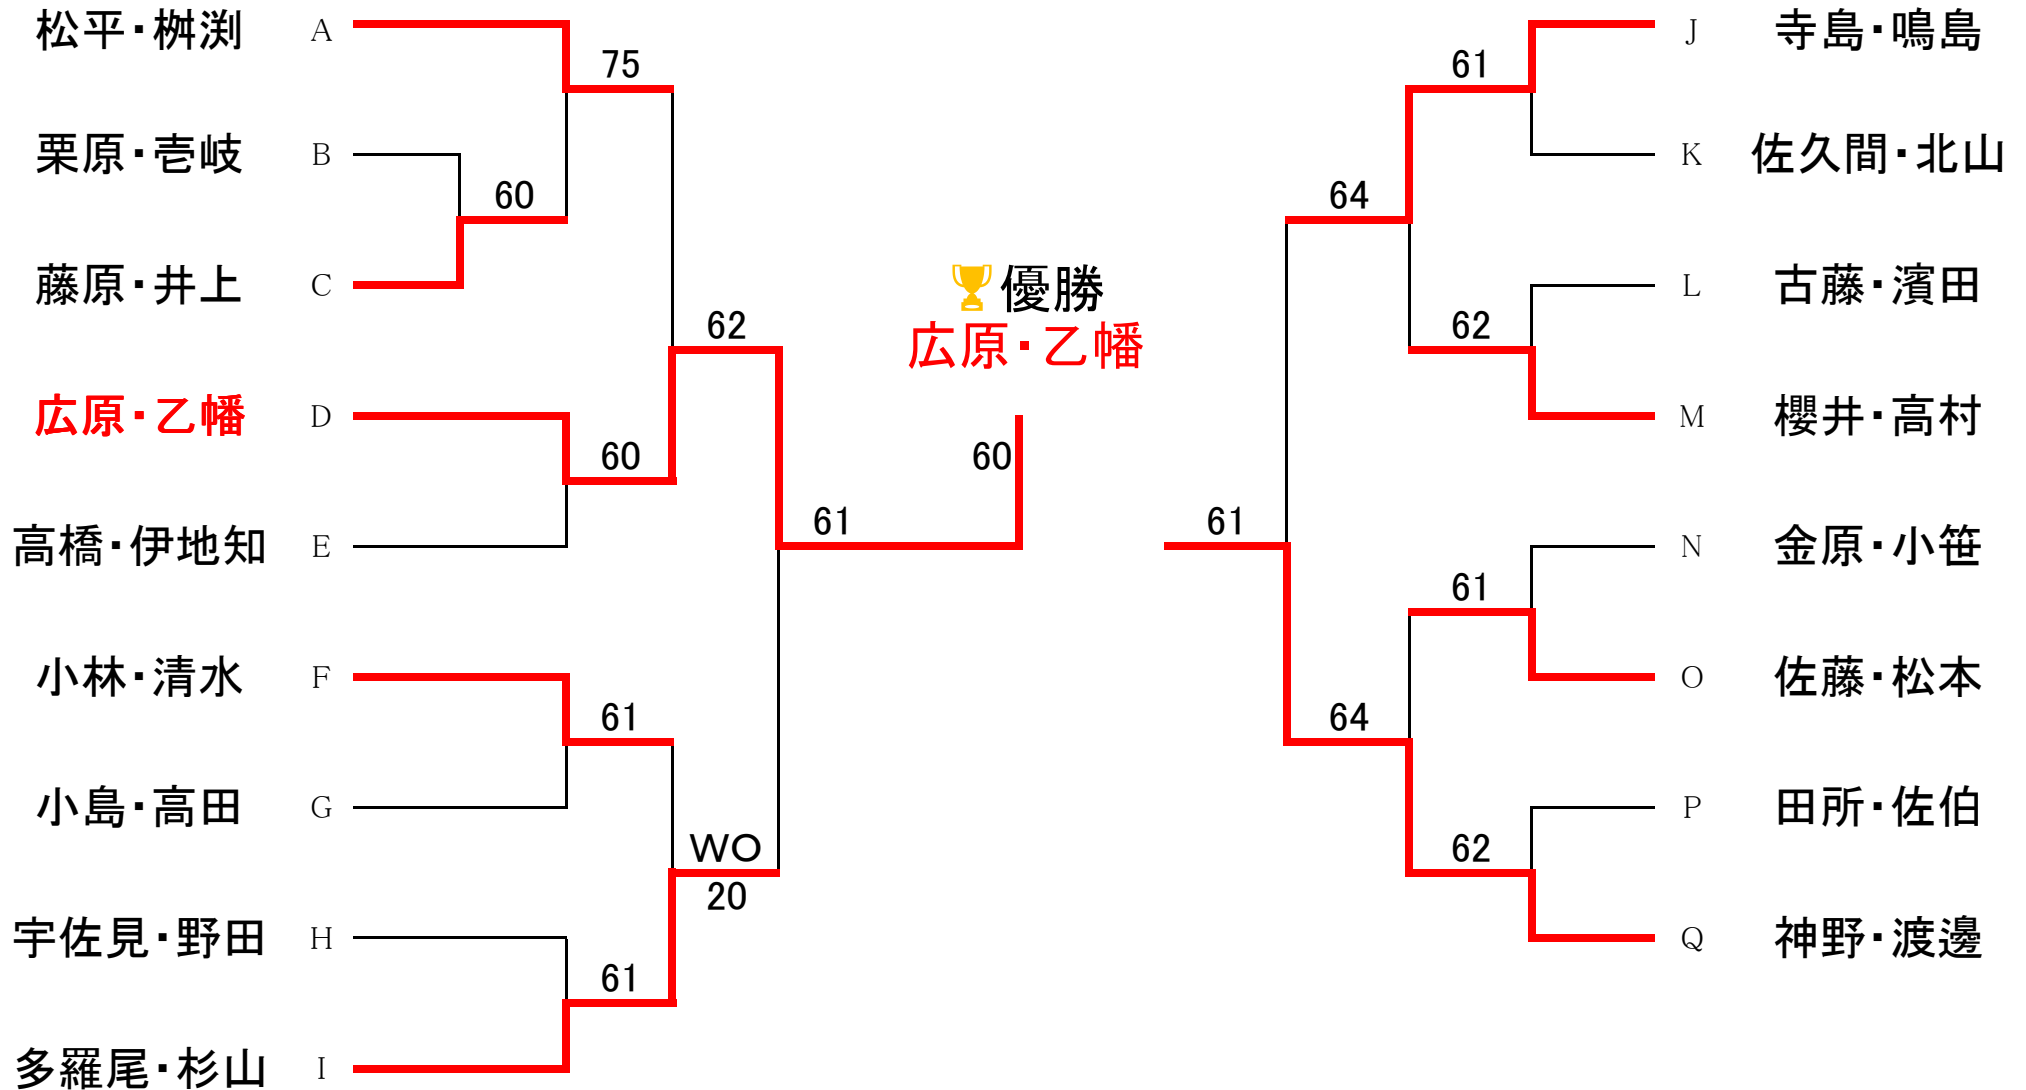 松平・桝渕 A
75
栗原・壱岐 B
60
藤原・井上 C
62
広原・乙幡 D
60
高橋・伊地知 E
61
小林・清水 F
61
小島・高田 G
WO
20
宇佐見・野田 H
61
多羅尾・杉山 I
優勝
広原・乙幡
60
J 寺島・鳴島
61
K 佐久間・北山
64
L 古藤・濱田
62
M 櫻井・高村
61
N 金原・小笹
61
O 佐藤・松本
64
P 田所・佐伯
62
Q 神野・渡邊